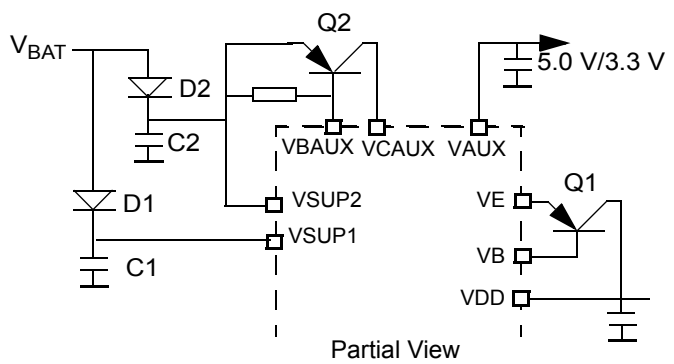 Q2
VBAT
5.0 V/3.3 V
D2
C2
VBAUX VCAUX VAUX
Q1
D1
VSUP2
VE
VSUP1
VB
C1
VDD
Partial View